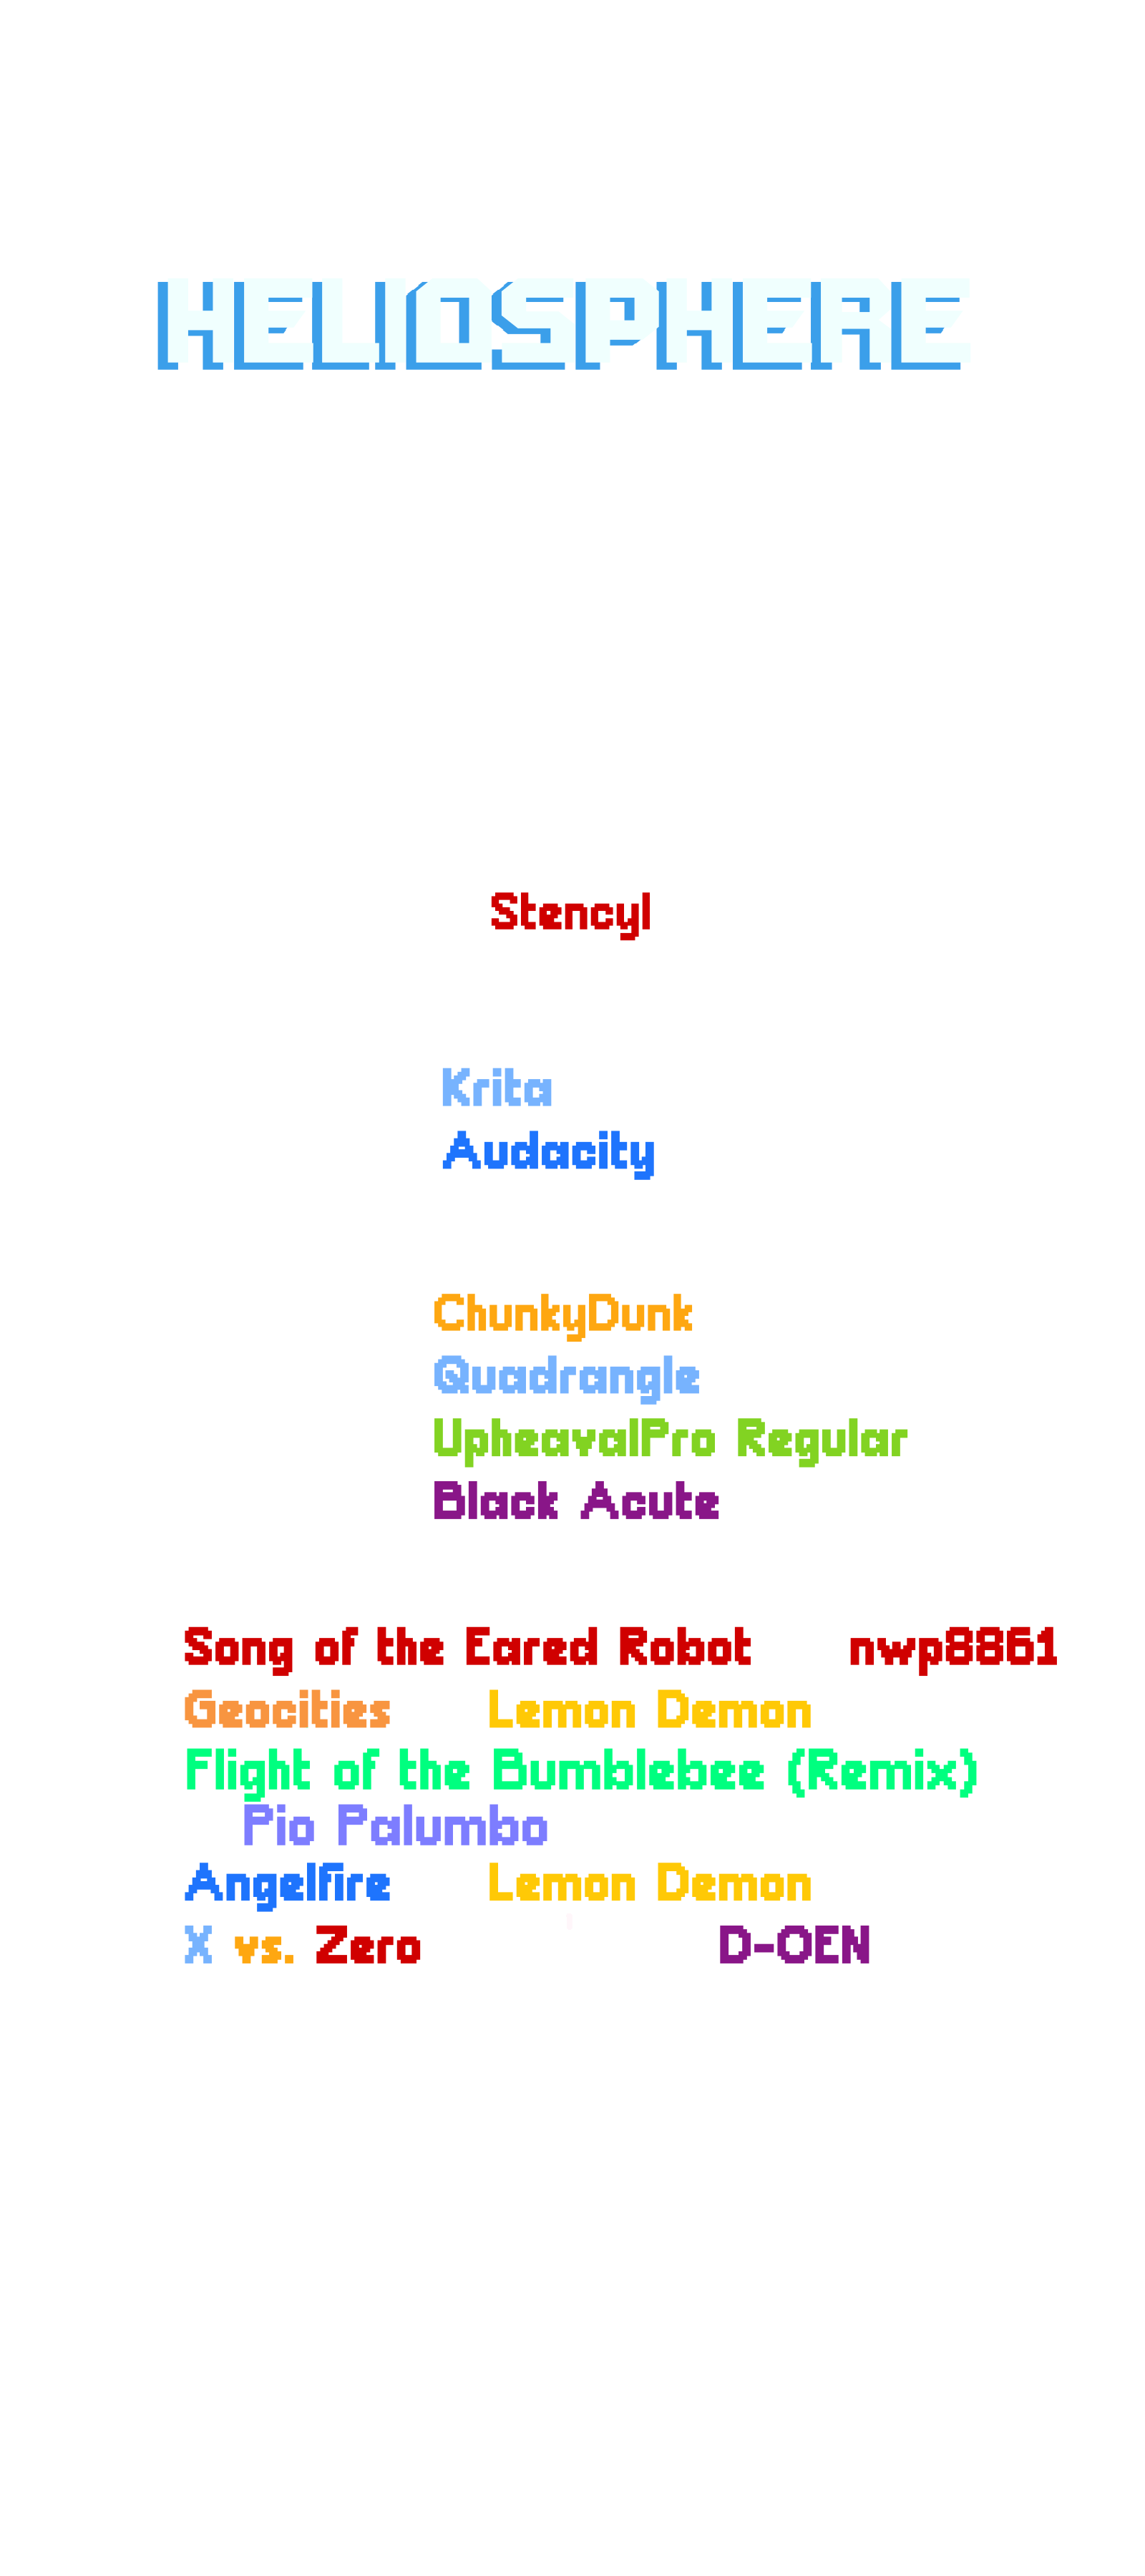 HELIOSPHERE
Stencyl
Krita
Audacity
ChunkyDunk
Quadrangle
UpheavalPro Regular
Black Acute
Song of the Eared Robot nwp8861
Geocities Lemon Demon
Flight of the Bumblebee (Remix)
Pio Palumbo
Angelfire Lemon Demon
X vs. Zero D-OEN